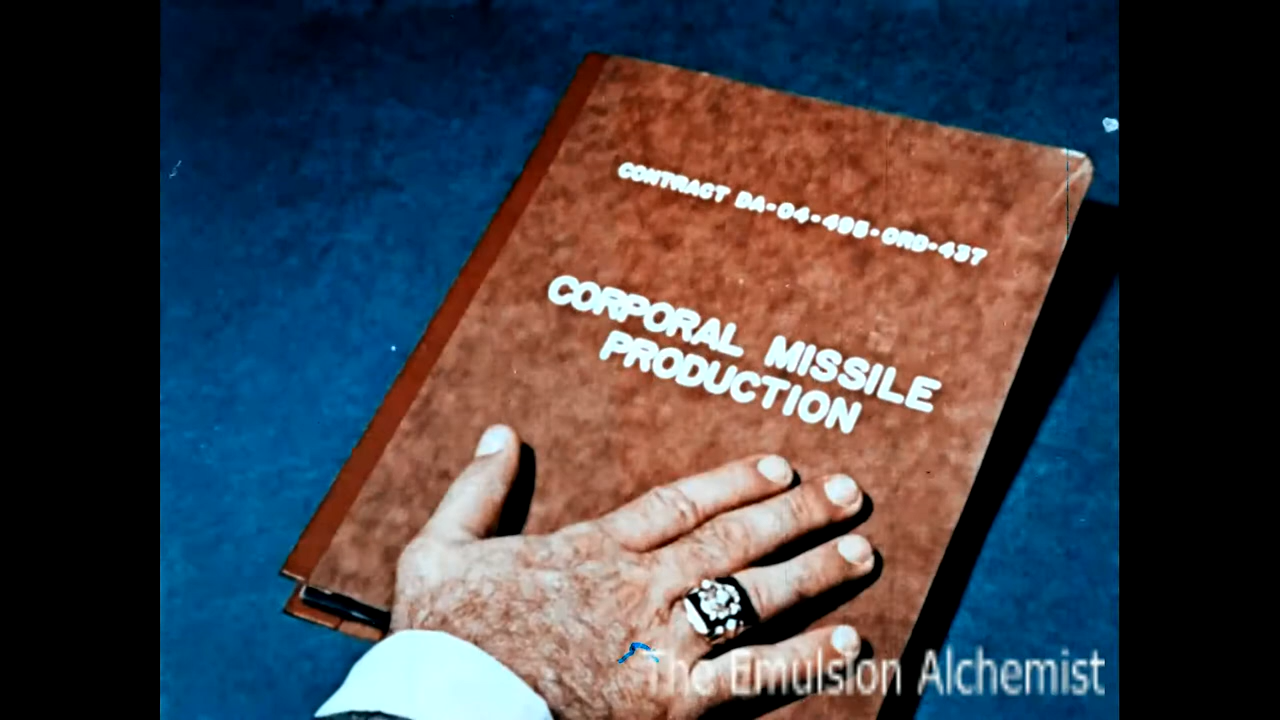 CONTRACT DA-04-495-ORD-437
CORPORAL MISSILE
PRODUCTION
The Emulsion Alchemist